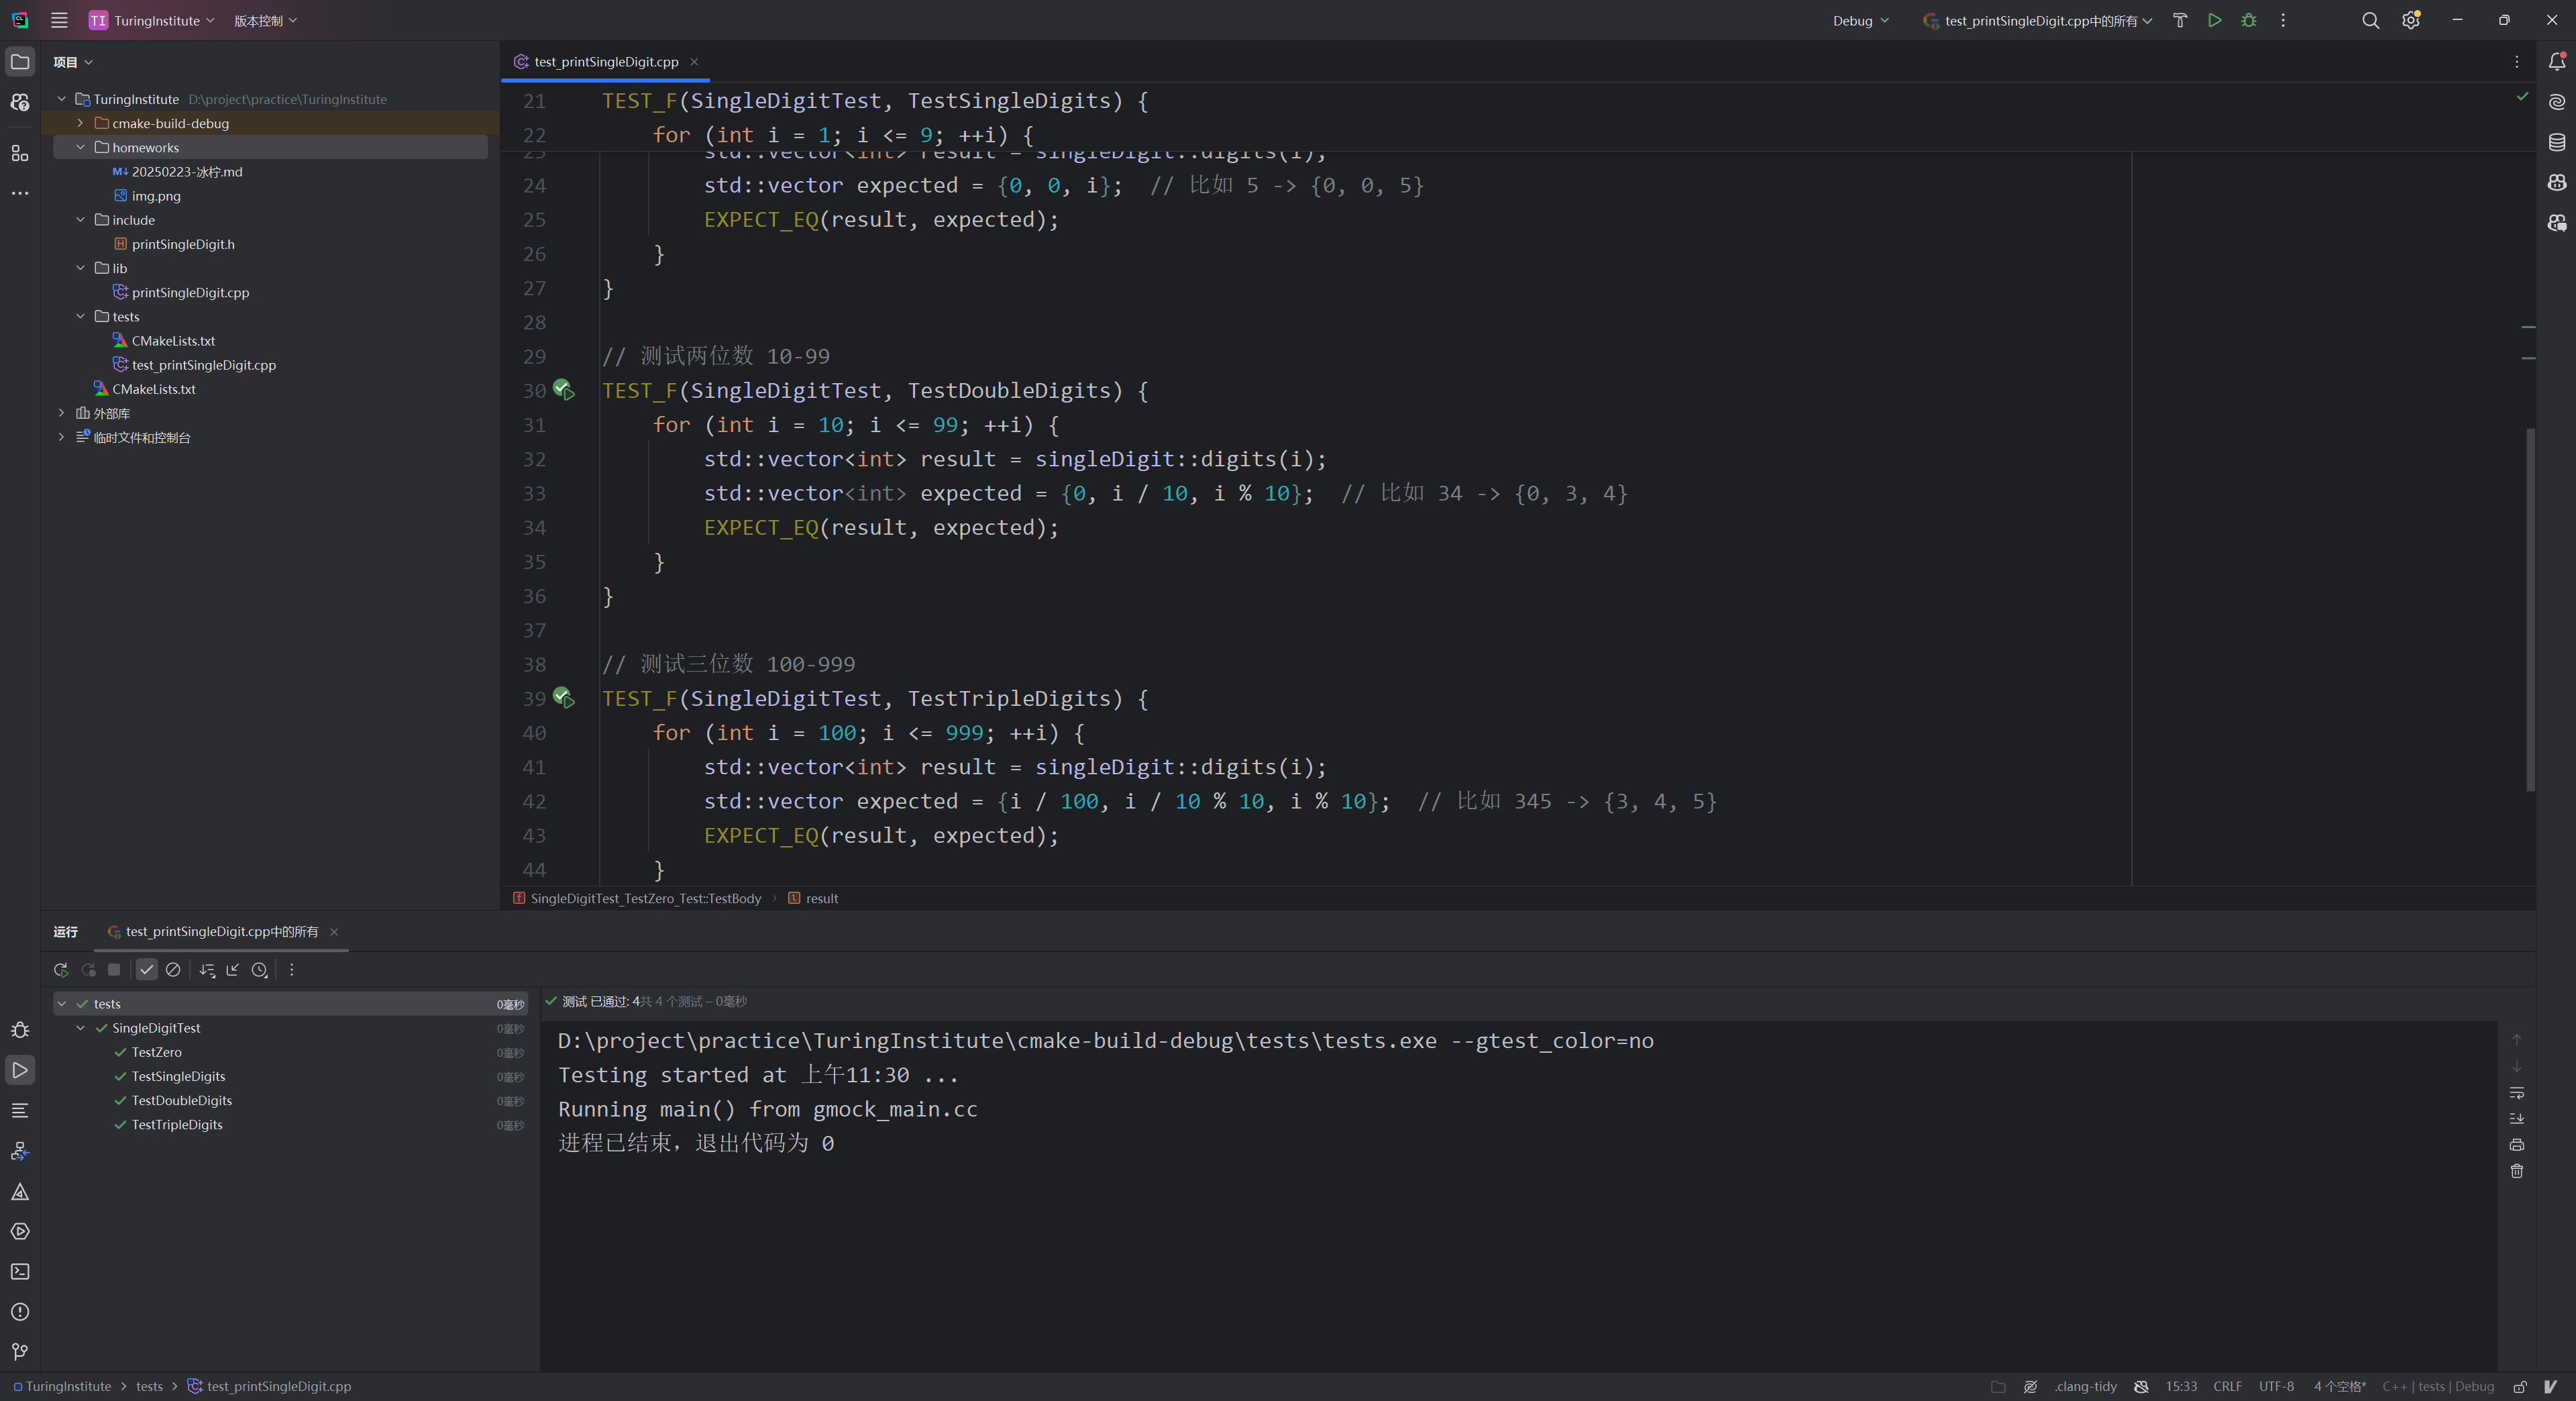 TI TuringInstitute 版本控制 Debug test_printSingleDigit.cpp中的所有
项目
TuringInstitute D:\project\practice\TuringInstitute
cmake-build-debug
homeworks
20250223-冰柠.md
img.png
include
printSingleDigit.h
lib
printSingleDigit.cpp
tests
CMakeLists.txt
test_printSingleDigit.cpp
CMakeLists.txt
外部库
临时文件和控制台
test_printSingleDigit.cpp
21 TEST_F(SingleDigitTest, TestSingleDigits) {
22 for (int i = 1; i <= 9; ++i) {
23 std::vector<int> result = singleDigit::digits(i);
24 std::vector expected = {0, 0, i}; // 比如 5 -> {0, 0, 5}
25 EXPECT_EQ(result, expected);
26 }
27 }
28
29 // 测试两位数 10-99
30 TEST_F(SingleDigitTest, TestDoubleDigits) {
31 for (int i = 10; i <= 99; ++i) {
32 std::vector<int> result = singleDigit::digits(i);
33 std::vector<int> expected = {0, i / 10, i % 10}; // 比如 34 -> {0, 3, 4}
34 EXPECT_EQ(result, expected);
35 }
36 }
37
38 // 测试三位数 100-999
39 TEST_F(SingleDigitTest, TestTripleDigits) {
40 for (int i = 100; i <= 999; ++i) {
41 std::vector<int> result = singleDigit::digits(i);
42 std::vector expected = {i / 100, i / 10 % 10, i % 10}; // 比如 345 -> {3, 4, 5}
43 EXPECT_EQ(result, expected);
44 }
SingleDigitTest_TestZero_Test::TestBody › result
运行 test_printSingleDigit.cpp中的所有
tests 0毫秒
SingleDigitTest 0毫秒
TestZero 0毫秒
TestSingleDigits 0毫秒
TestDoubleDigits 0毫秒
TestTripleDigits 0毫秒
测试 已通过: 4共 4 个测试 – 0毫秒
D:\project\practice\TuringInstitute\cmake-build-debug\tests\tests.exe --gtest_color=no
Testing started at 上午11:30 ...
Running main() from gmock_main.cc
进程已结束，退出代码为 0
TuringInstitute > tests > test_printSingleDigit.cpp
.clang-tidy 15:33 CRLF UTF-8 4 个空格* C++ | tests | Debug